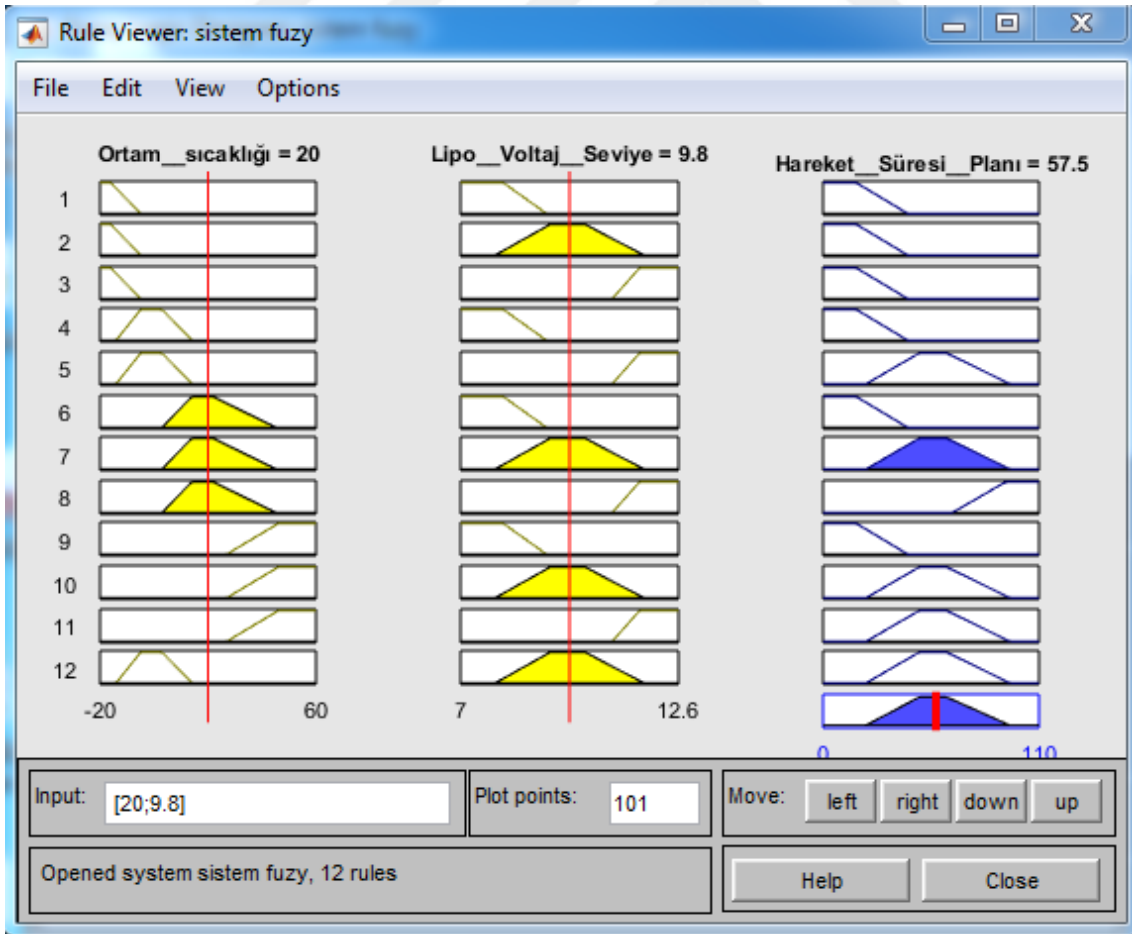 Rule Viewer: sistem fuzy
File Edit View Options
Ortam__sıcaklığı = 20
Lipo__Voltaj__Seviye = 9.8
Hareket__Süresi__Planı = 57.5
1
2
3
4
5
6
7
8
9
10
11
12
-20 60
7 12.6
0 110
Input: [20;9.8]
Plot points: 101
Move: left right down up
Opened system sistem fuzy, 12 rules
Help Close